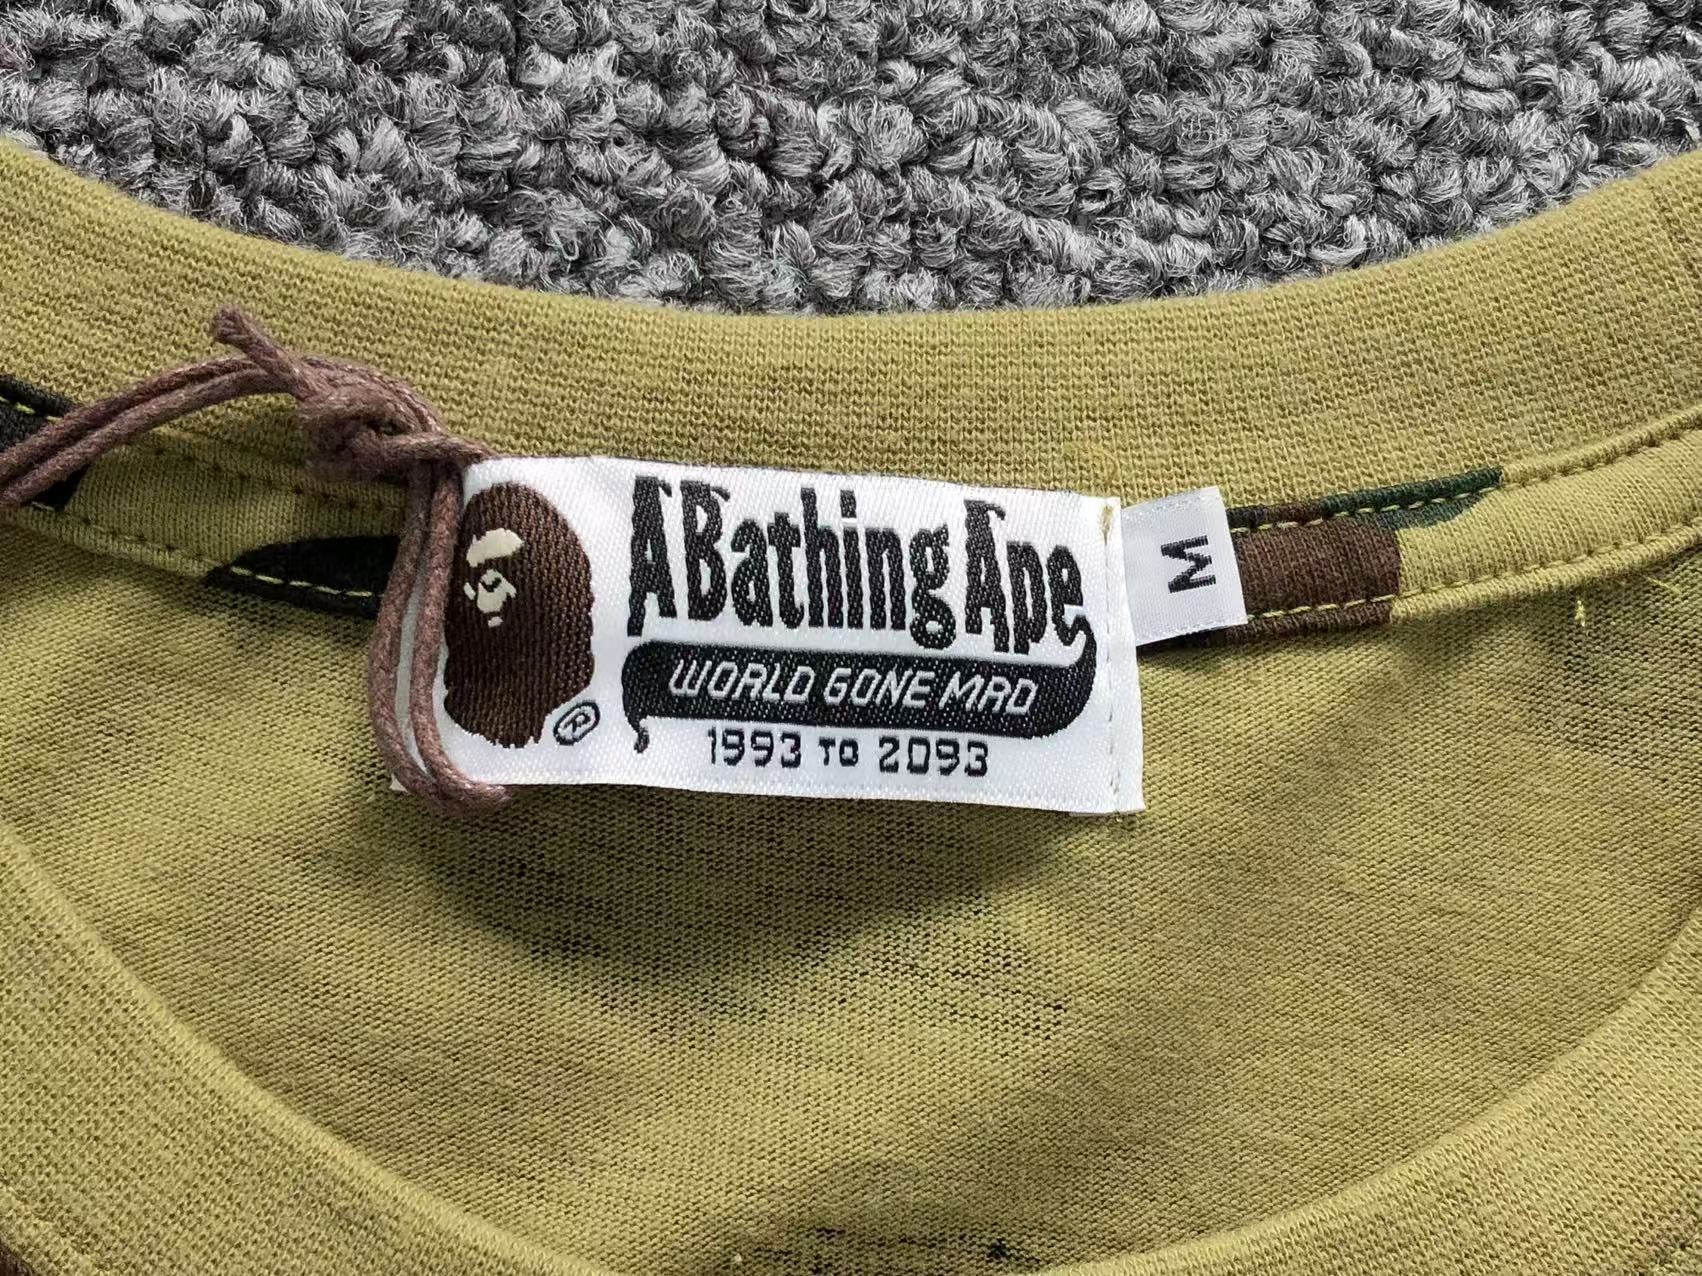 A Bathing Ape
WORLD GONE MAD
1993 TO 2093
®
M